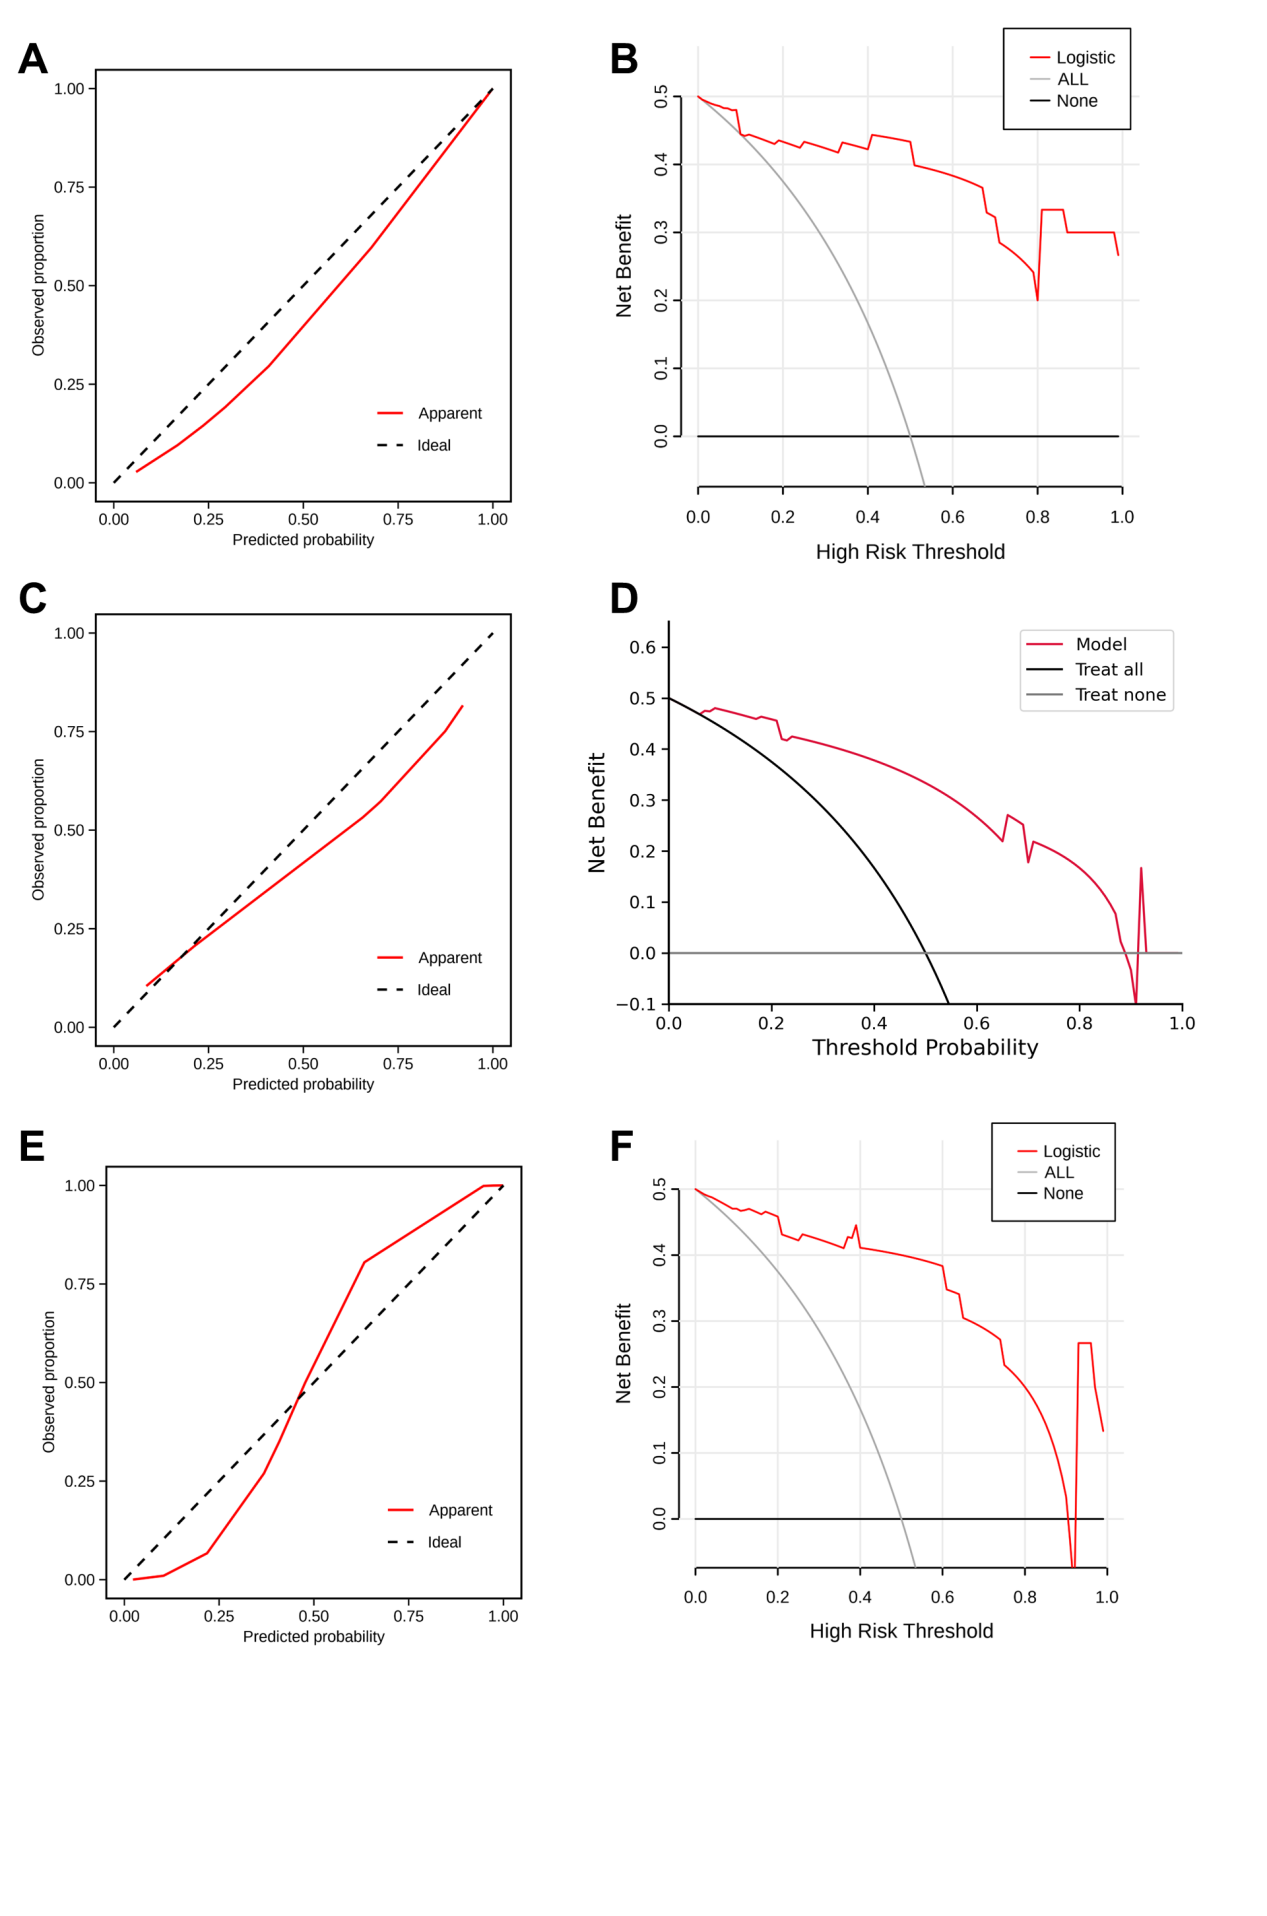 A
1.00
0.75
0.50
0.25
0.00
Observed proportion
Apparent
Ideal
0.00 0.25 0.50 0.75 1.00
Predicted probability
B
Logistic
ALL
None
0.5
0.4
0.3
0.2
0.1
0.0
Net Benefit
0.0 0.2 0.4 0.6 0.8 1.0
High Risk Threshold
C
1.00
0.75
0.50
0.25
0.00
Observed proportion
Apparent
Ideal
0.00 0.25 0.50 0.75 1.00
Predicted probability
D
Model
Treat all
Treat none
0.6
0.5
0.4
0.3
0.2
0.1
0.0
−0.1
Net Benefit
0.0 0.2 0.4 0.6 0.8 1.0
Threshold Probability
E
1.00
0.75
0.50
0.25
0.00
Observed proportion
Apparent
Ideal
0.00 0.25 0.50 0.75 1.00
Predicted probability
F
Logistic
ALL
None
0.5
0.4
0.3
0.2
0.1
0.0
Net Benefit
0.0 0.2 0.4 0.6 0.8 1.0
High Risk Threshold